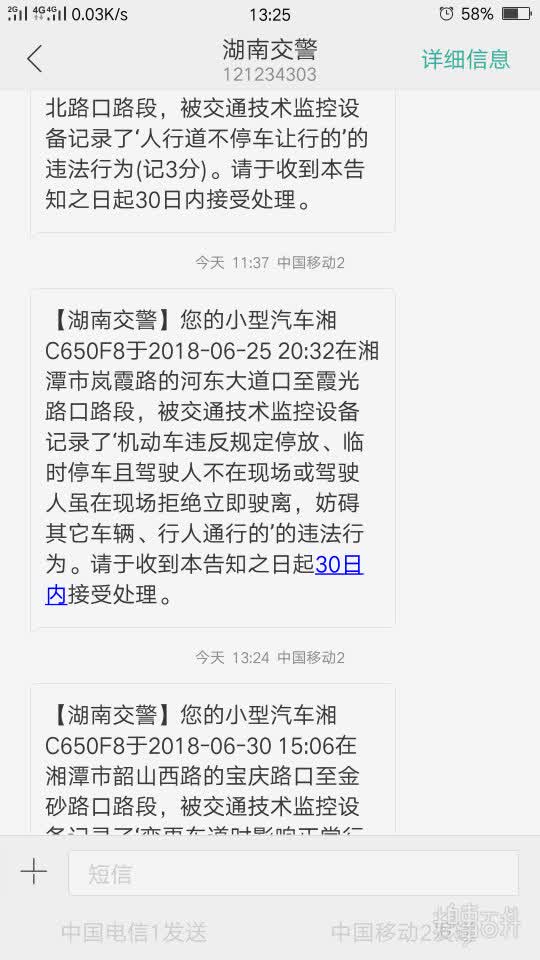 2G 4G 4G 0.03K/s 13:25 58%
湖南交警
121234303
详细信息
北路口路段，被交通技术监控设
备记录了‘人行道不停车让行的’的
违法行为(记3分)。请于收到本告
知之日起30日内接受处理。
今天 11:37 中国移动2
【湖南交警】您的小型汽车湘
C650F8于2018-06-25 20:32在湘
潭市岚霞路的河东大道口至霞光
路口路段，被交通技术监控设备
记录了‘机动车违反规定停放、临
时停车且驾驶人不在现场或驾驶
人虽在现场拒绝立即驶离，妨碍
其它车辆、行人通行的’的违法行
为。请于收到本告知之日起30日
内接受处理。
今天 13:24 中国移动2
【湖南交警】您的小型汽车湘
C650F8于2018-06-30 15:06在
湘潭市韶山西路的宝庆路口至金
砂路口路段，被交通技术监控设
备记录了‘变更车道时影响正常行
短信
中国电信1发送
中国移动2发送